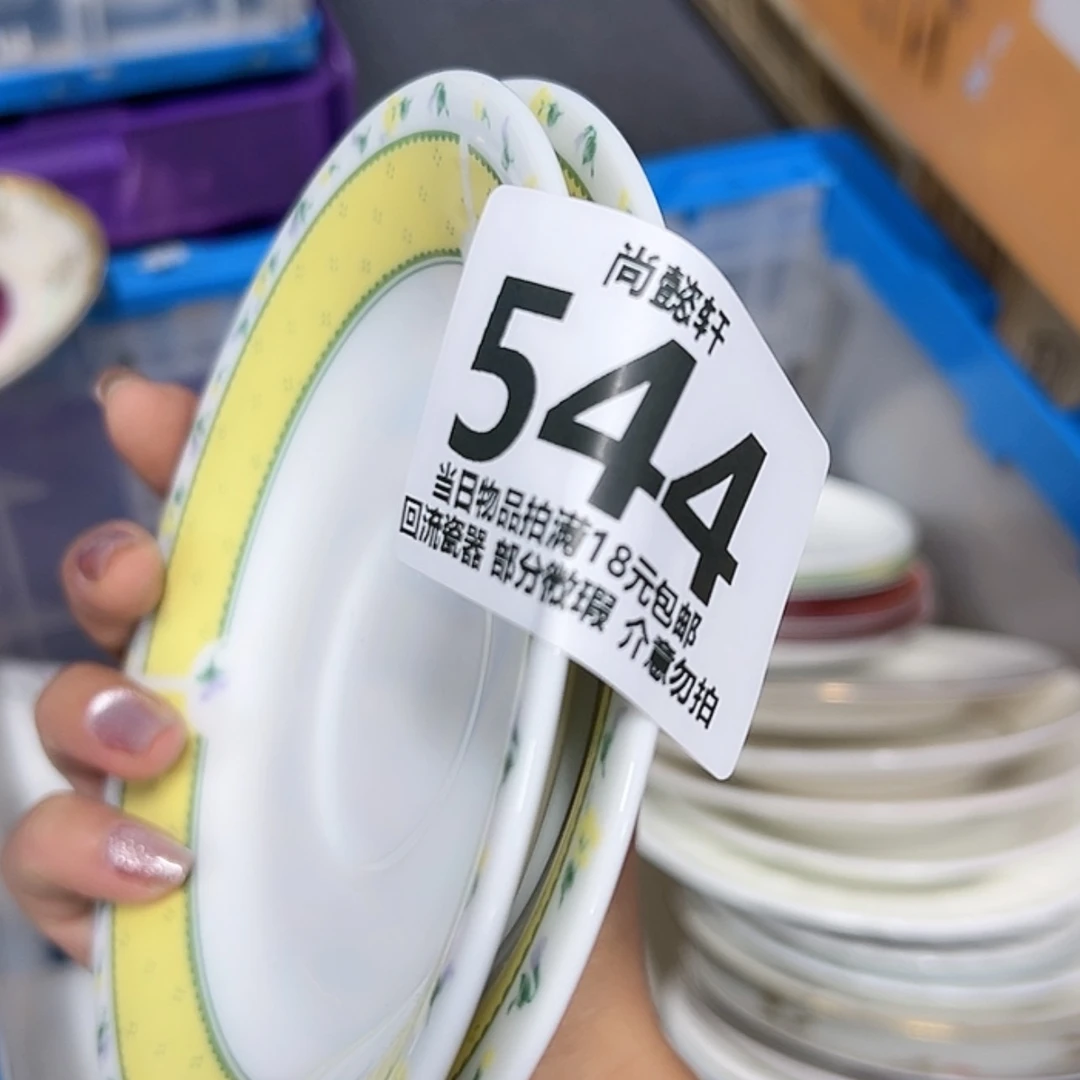 尚懿轩
544
当日物品拍满18元包邮
回流瓷器 部分微瑕 介意勿拍